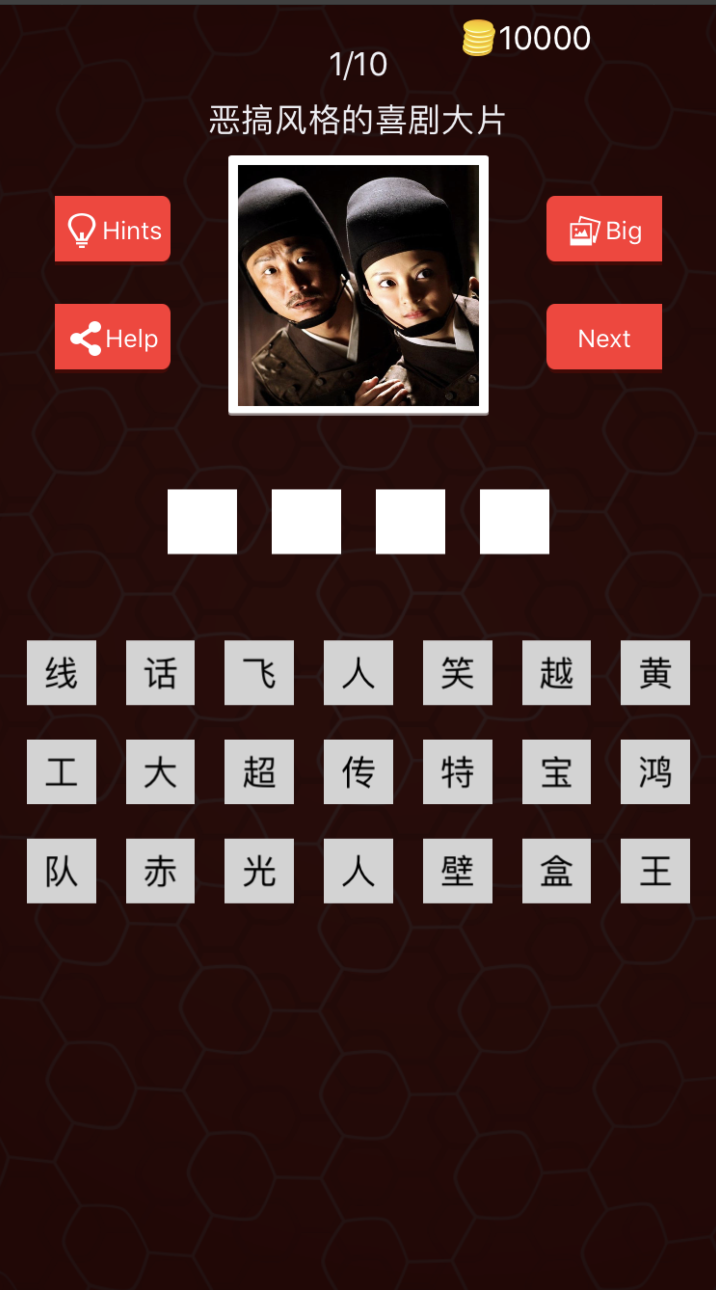 10000
1/10
恶搞风格的喜剧大片
Hints
Big
Help
Next
线 话 飞 人 笑 越 黄
工 大 超 传 特 宝 鸿
队 赤 光 人 壁 盒 王